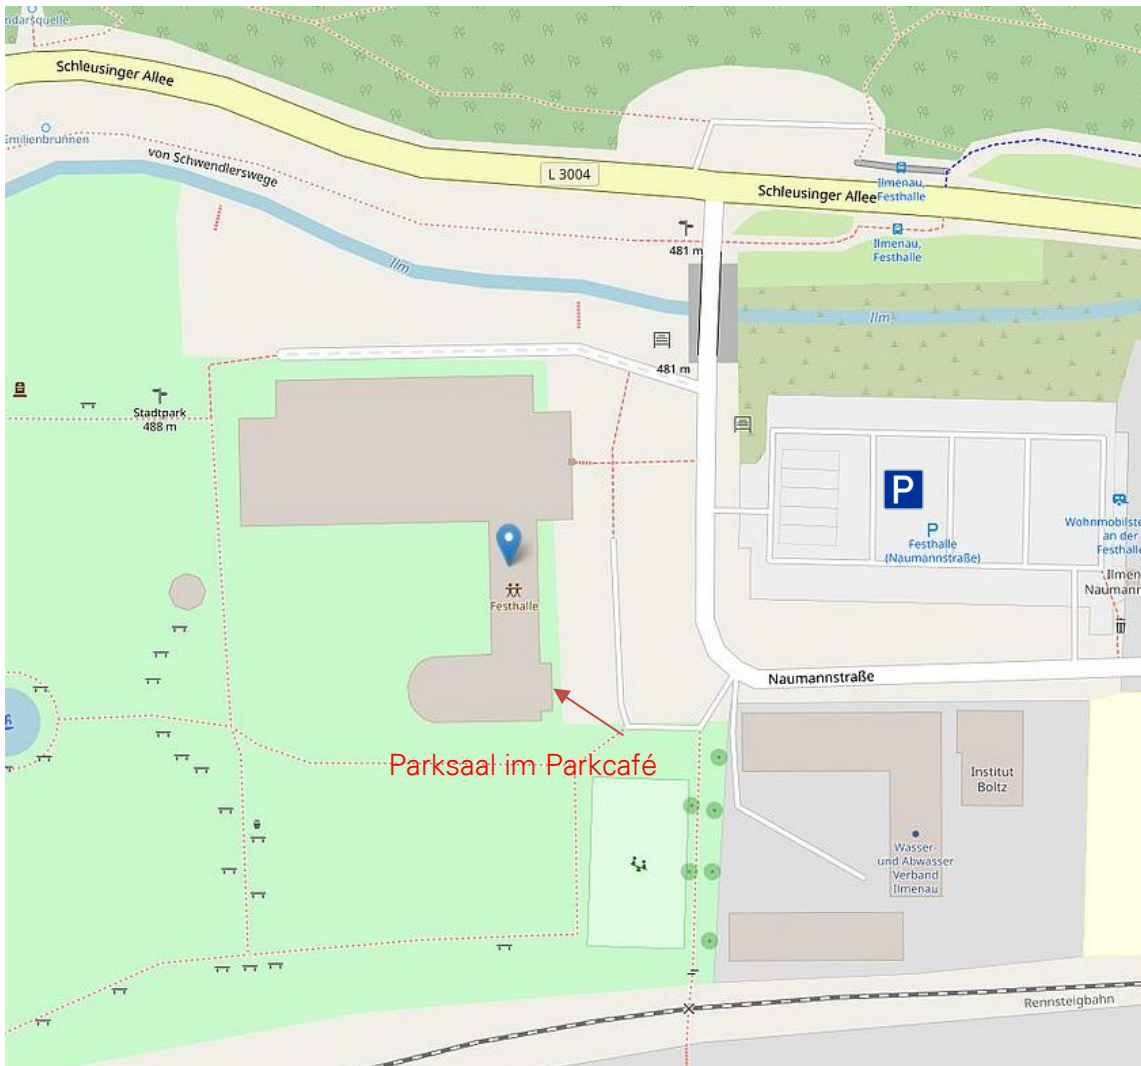 ndarsquelle
Schleusinger Allee
Emilienbrunnen
von Schwendlerswege
L 3004
Schleusinger Allee
Ilmenau,
Festhalle
Ilmenau,
Festhalle
481 m
Ilm
Ilm
481 m
Stadtpark
488 m
P
P
Festhalle
(Naumannstraße)
Wohnmobilste
an der
Festhalle
Ilmen
Naumann
Festhalle
Naumannstraße
Parksaal im Parkcafé
Institut
Boltz
Wasser-
und Abwasser
Verband
Ilmenau
Rennsteigbahn